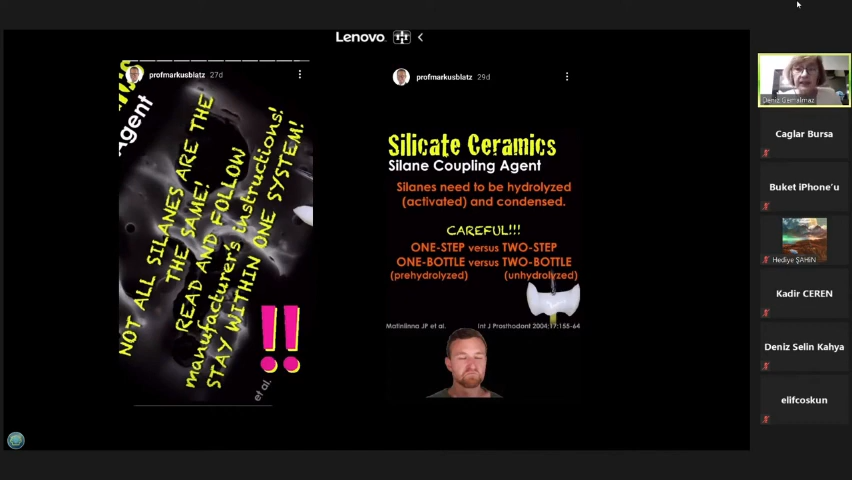 Lenovo
profmarkusblatz 27d
Agent
NOT ALL SILANES ARE THE
THE SAME!
READ AND FOLLOW
manufacturer's instructions!
STAY WITHIN ONE SYSTEM!
et al.
profmarkusblatz 29d
Silicate Ceramics
Silane Coupling Agent
Silanes need to be hydrolyzed
(activated) and condensed.
CAREFUL!!!
ONE-STEP versus TWO-STEP
ONE-BOTTLE versus TWO-BOTTLE
(prehydrolyzed) (unhydrolyzed)
Matinlinna JP et al. Int J Prosthodont 2004;17:155-64
Deniz Gemalmaz
Caglar Bursa
Buket iPhone'u
Hediye ŞAHİN
Kadir CEREN
Deniz Selin Kahya
elifcoskun